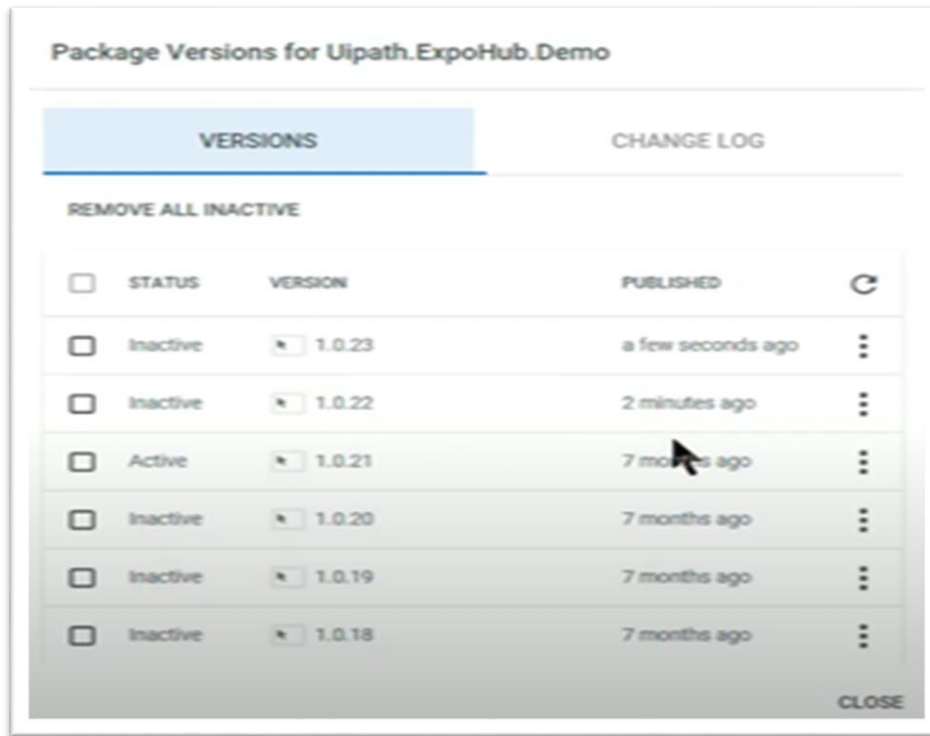 Package Versions for Uipath.ExpoHub.Demo
VERSIONS CHANGE LOG
REMOVE ALL INACTIVE
STATUS VERSION PUBLISHED
Inactive 1.0.23 a few seconds ago
Inactive 1.0.22 2 minutes ago
Active 1.0.21 7 months ago
Inactive 1.0.20 7 months ago
Inactive 1.0.19 7 months ago
Inactive 1.0.18 7 months ago
CLOSE